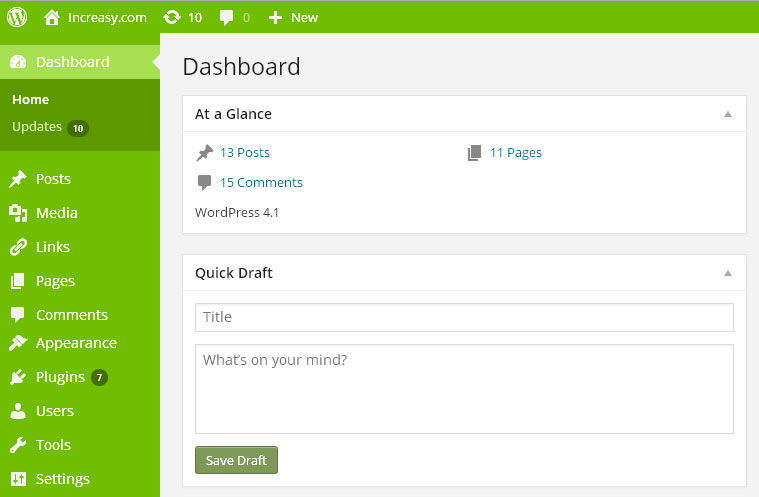 Increasy.com 10 0 New
Dashboard
Home
Updates 10
Posts
Media
Links
Pages
Comments
Appearance
Plugins 7
Users
Tools
Settings
Dashboard
At a Glance
13 Posts 11 Pages
15 Comments
WordPress 4.1
Quick Draft
Title
What's on your mind?
Save Draft